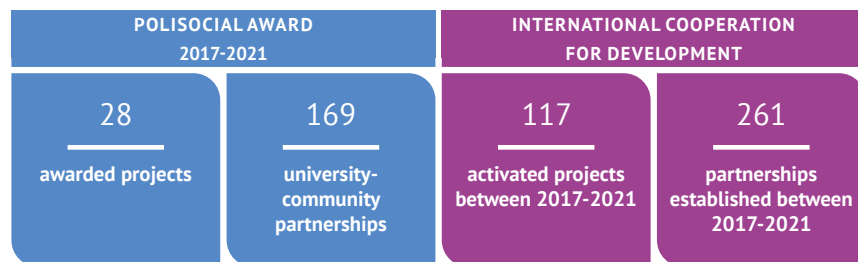 POLISOCIAL AWARD
2017-2021
INTERNATIONAL COOPERATION
FOR DEVELOPMENT
28
awarded projects
169
university-
community
partnerships
117
activated projects
between 2017-2021
261
partnerships
established between
2017-2021